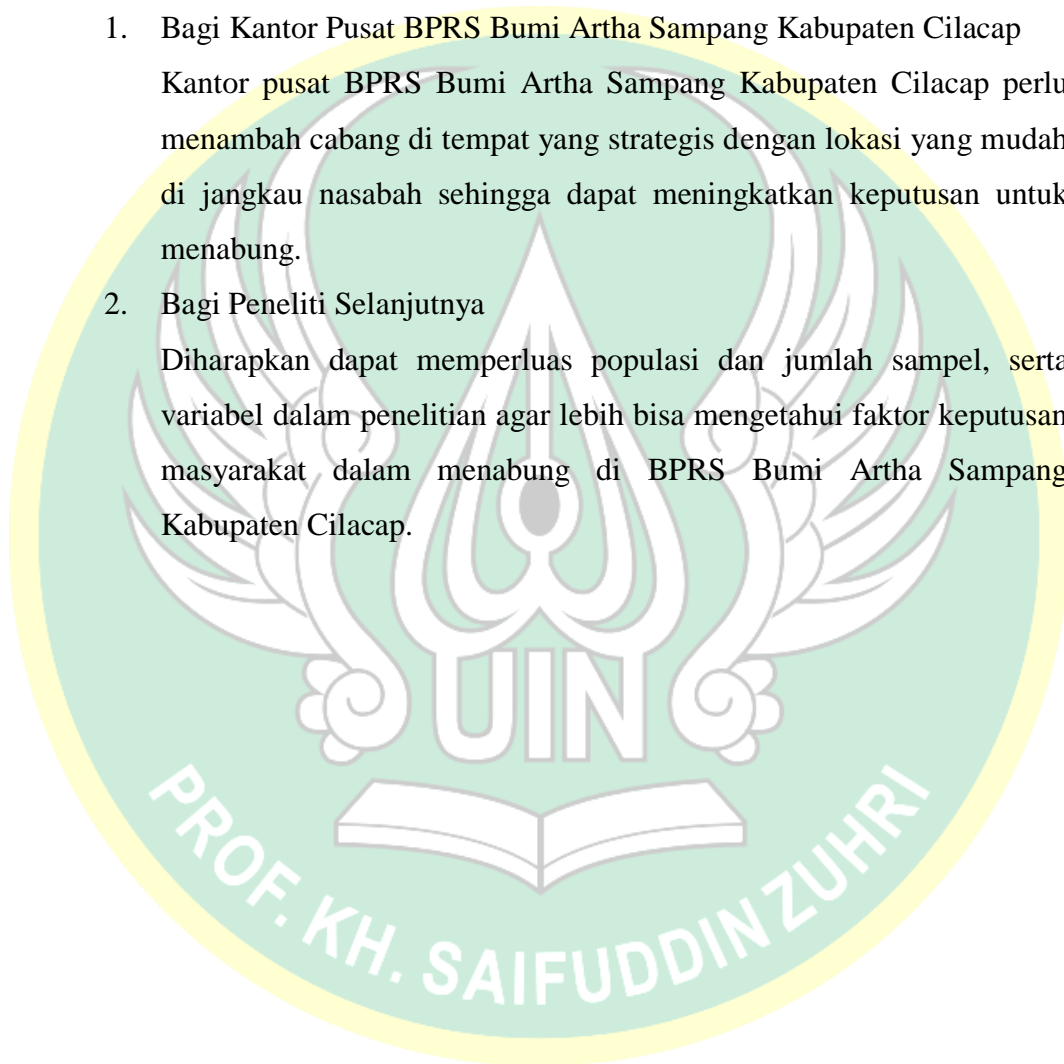 1. Bagi Kantor Pusat BPRS Bumi Artha Sampang Kabupaten Cilacap
Kantor pusat BPRS Bumi Artha Sampang Kabupaten Cilacap perlu
menambah cabang di tempat yang strategis dengan lokasi yang mudah
di jangkau nasabah sehingga dapat meningkatkan keputusan untuk
menabung.
2. Bagi Peneliti Selanjutnya
Diharapkan dapat memperluas populasi dan jumlah sampel, serta
variabel dalam penelitian agar lebih bisa mengetahui faktor keputusan
masyarakat dalam menabung di BPRS Bumi Artha Sampang
Kabupaten Cilacap.
UIN
PROF. KH. SAIFUDDIN ZUHRI